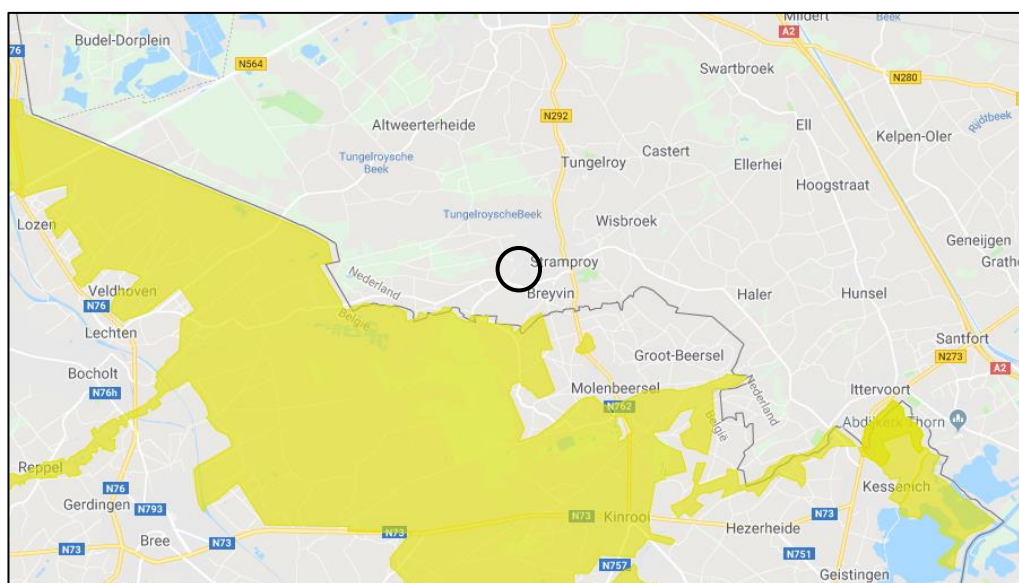 Mildert
Beek
Budel-Dorplein
A2
76
N564
Swartbroek
N280
N292
Altweerterheide
Ell
Rijdtbeek
Kelpen-Oler
Castert
Tungelroysche
Beek
Tungelroy
Ellerhei
Hoogstraat
TungelroyscheBeek
Wisbroek
Lozen
Geneijgen
Stramproy
Grath
Nederland
Veldhoven
Breyvin
Haler
Hunsel
N76
België
Lechten
Santfort
Groot-Beersel
N273
A2
Bocholt
Nederland
Molenbeersel
Ittervoort
N76h
N762
België
Abdijkerk Thorn
Reppel
Kessenich
N76
Gerdingen
N793
N73
Kinrooi
N73
Bree
N73
N73
Hezerheide
N73
N751
N757
Geistingen